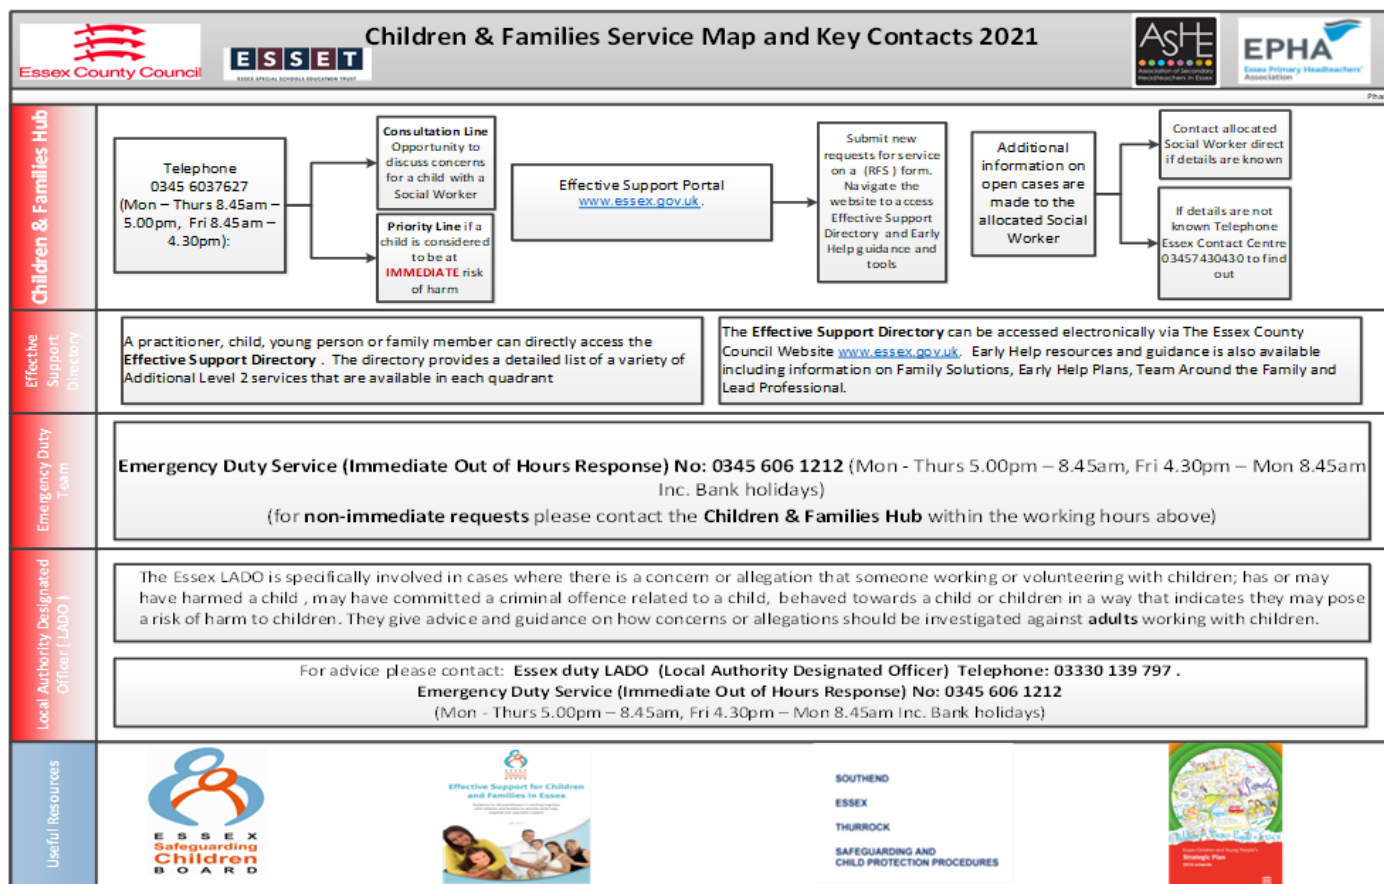 Essex County Council
ESSET
ESSEX SPECIAL SCHOOLS EDUCATION TRUST
Children & Families Service Map and Key Contacts 2021
ASHE
Association of Secondary
Headteachers in Essex
EPHA
Essex Primary Headteachers'
Association
Pha
Children & Families Hub
Telephone
0345 6037627
(Mon – Thurs 8.45am –
5.00pm, Fri 8.45am –
4.30pm):
Consultation Line
Opportunity to
discuss concerns
for a child with a
Social Worker
Priority Line if a
child is considered
to be at
IMMEDIATE risk
of harm
Effective Support Portal
www.essex.gov.uk .
Submit new
requests for service
on a (RFS ) form.
Navigate the
website to access
Effective Support
Directory and Early
Help guidance and
tools
Additional
information on
open cases are
made to the
allocated Social
Worker
Contact allocated
Social Worker direct
if details are known
If details are not
known Telephone
Essex Contact Centre
03457430430 to find
out
Effective
Support
Directory
A practitioner, child, young person or family member can directly access the
Effective Support Directory . The directory provides a detailed list of a variety of
Additional Level 2 services that are available in each quadrant
The Effective Support Directory can be accessed electronically via The Essex County
Council Website www.essex.gov.uk. Early Help resources and guidance is also available
including information on Family Solutions, Early Help Plans, Team Around the Family and
Lead Professional.
Emergency Duty
Team
Emergency Duty Service (Immediate Out of Hours Response) No: 0345 606 1212 (Mon - Thurs 5.00pm – 8.45am, Fri 4.30pm – Mon 8.45am
Inc. Bank holidays)
(for non-immediate requests please contact the Children & Families Hub within the working hours above)
Local Authority Designated
Officer ( LADO )
The Essex LADO is specifically involved in cases where there is a concern or allegation that someone working or volunteering with children; has or may
have harmed a child , may have committed a criminal offence related to a child, behaved towards a child or children in a way that indicates they may pose
a risk of harm to children. They give advice and guidance on how concerns or allegations should be investigated against adults working with children.
For advice please contact: Essex duty LADO (Local Authority Designated Officer) Telephone: 03330 139 797 .
Emergency Duty Service (Immediate Out of Hours Response) No: 0345 606 1212
(Mon - Thurs 5.00pm – 8.45am, Fri 4.30pm – Mon 8.45am Inc. Bank holidays)
Useful Resources
ESSEX
Safeguarding
Children
BOARD
Effective Support for Children
and Families in Essex
SOUTHEND
ESSEX
THURROCK
SAFEGUARDING AND
CHILD PROTECTION PROCEDURES
Essex Children and Young People's
Strategic Plan